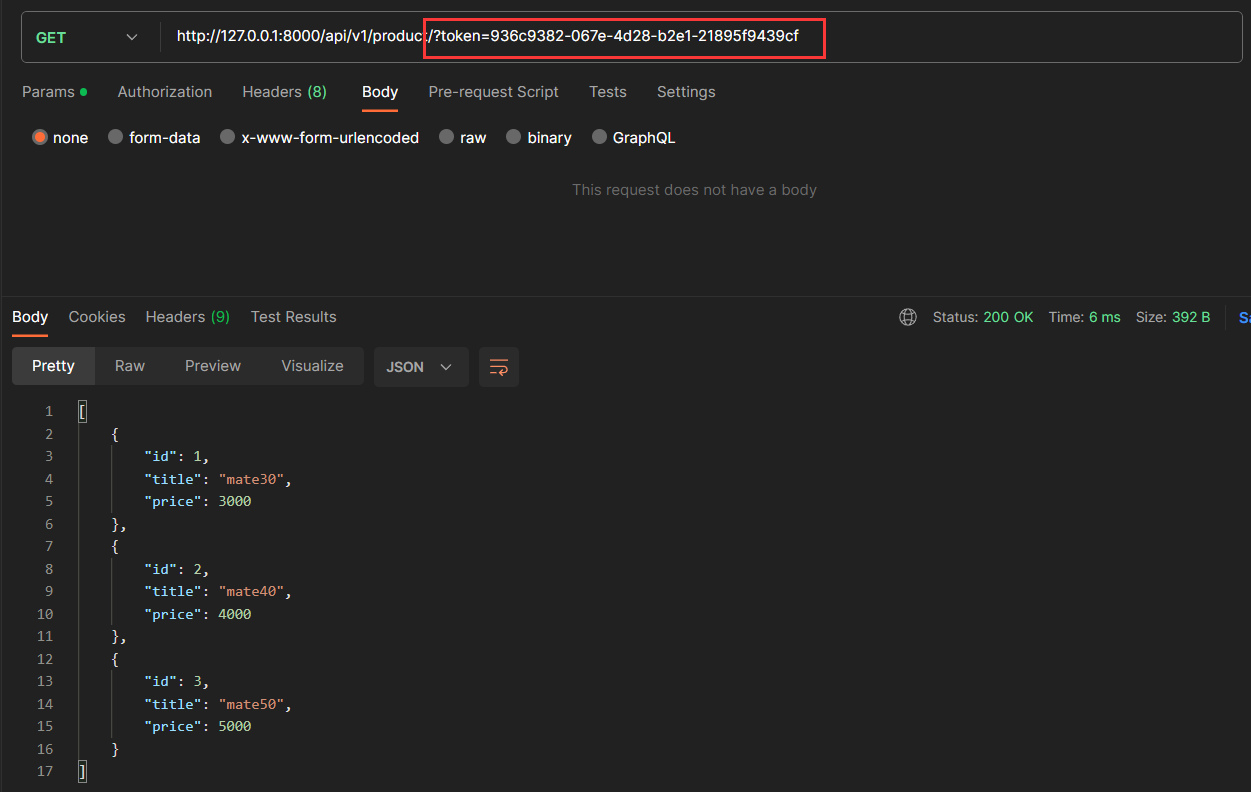 GET http://127.0.0.1:8000/api/v1/product/?token=936c9382-067e-4d28-b2e1-21895f9439cf
Params Authorization Headers (8) Body Pre-request Script Tests Settings
none form-data x-www-form-urlencoded raw binary GraphQL
This request does not have a body
Body Cookies Headers (9) Test Results Status: 200 OK Time: 6 ms Size: 392 B Sa
Pretty Raw Preview Visualize JSON
1 [
2 {
3 "id": 1,
4 "title": "mate30",
5 "price": 3000
6 },
7 {
8 "id": 2,
9 "title": "mate40",
10 "price": 4000
11 },
12 {
13 "id": 3,
14 "title": "mate50",
15 "price": 5000
16 }
17 ]